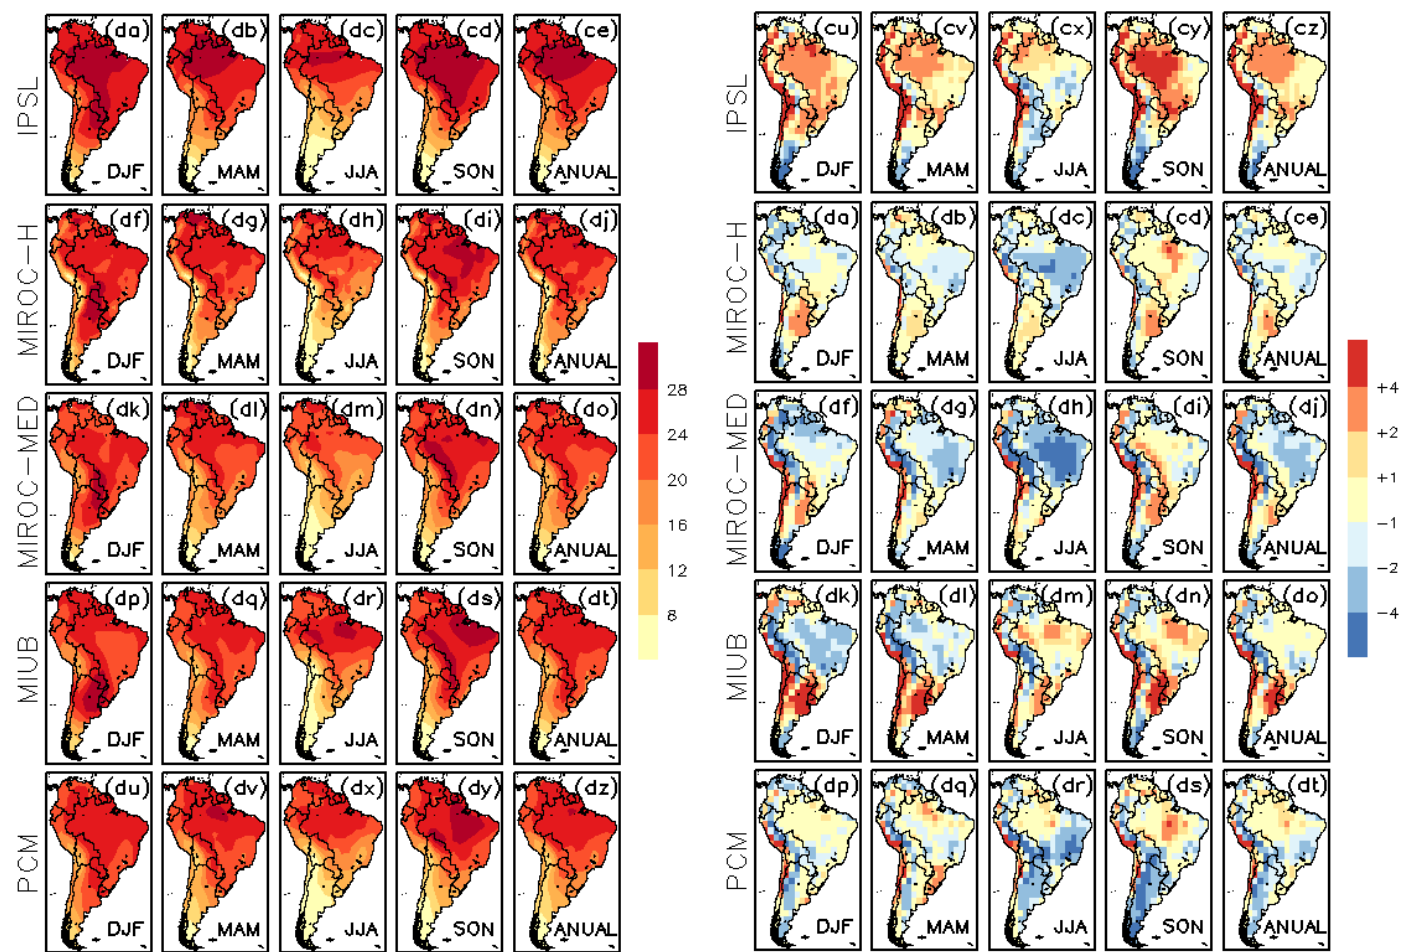 IPSL
(da) (db) (dc) (cd) (ce)
DJF MAM JJA SON ANUAL
MIROC-H
(df) (dg) (dh) (di) (dj)
DJF MAM JJA SON ANUAL
MIROC-MED
(dk) (dl) (dm) (dn) (do)
DJF MAM JJA SON ANUAL
MIUB
(dp) (dq) (dr) (ds) (dt)
DJF MAM JJA SON ANUAL
PCM
(du) (dv) (dx) (dy) (dz)
DJF MAM JJA SON ANUAL
28
24
20
16
12
8
IPSL
(cu) (cv) (cx) (cy) (cz)
DJF MAM JJA SON ANUAL
MIROC-H
(da) (db) (dc) (cd) (ce)
DJF MAM JJA SON ANUAL
MIROC-MED
(df) (dg) (dh) (di) (dj)
DJF MAM JJA SON ANUAL
MIUB
(dk) (dl) (dm) (dn) (do)
DJF MAM JJA SON ANUAL
PCM
(dp) (dq) (dr) (ds) (dt)
DJF MAM JJA SON ANUAL
+4
+2
+1
-1
-2
-4